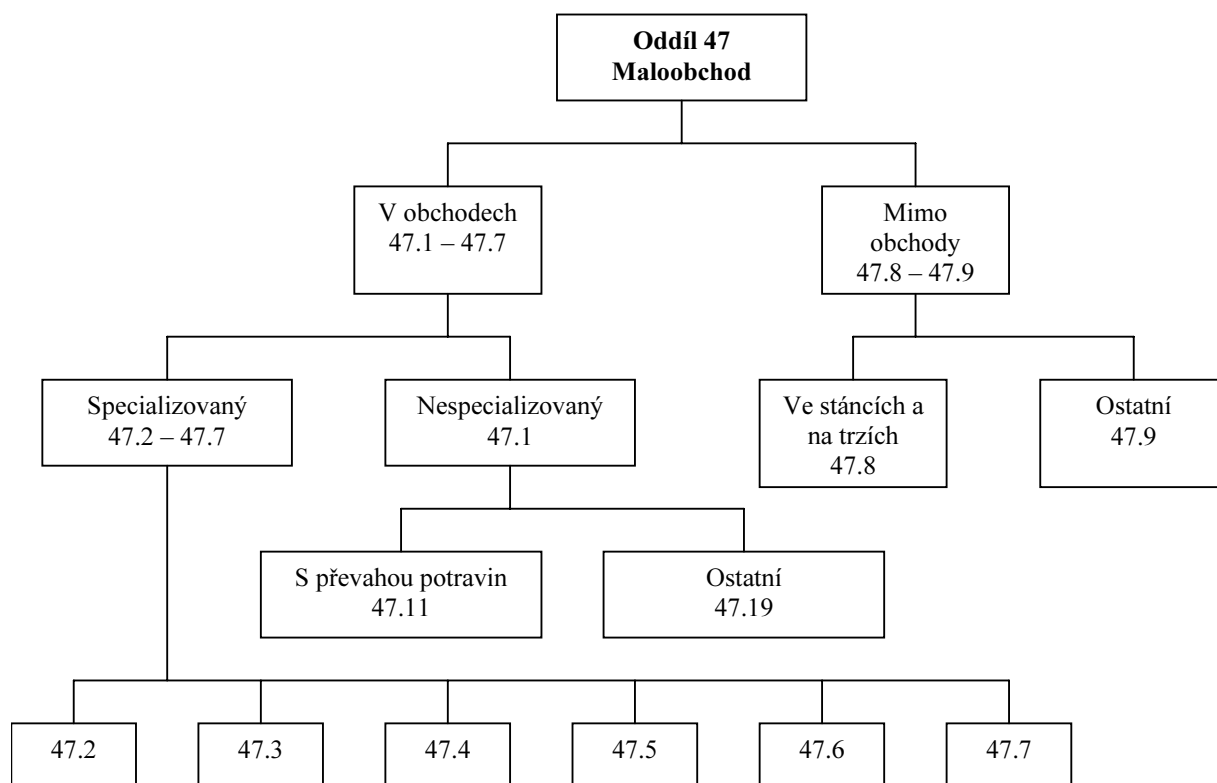 Oddíl 47
Maloobchod
V obchodech
47.1 – 47.7
Mimo
obchody
47.8 – 47.9
Specializovaný
47.2 – 47.7
Nespecializovaný
47.1
Ve stáncích a
na trzích
47.8
Ostatní
47.9
S převahou potravin
47.11
Ostatní
47.19
47.2
47.3
47.4
47.5
47.6
47.7